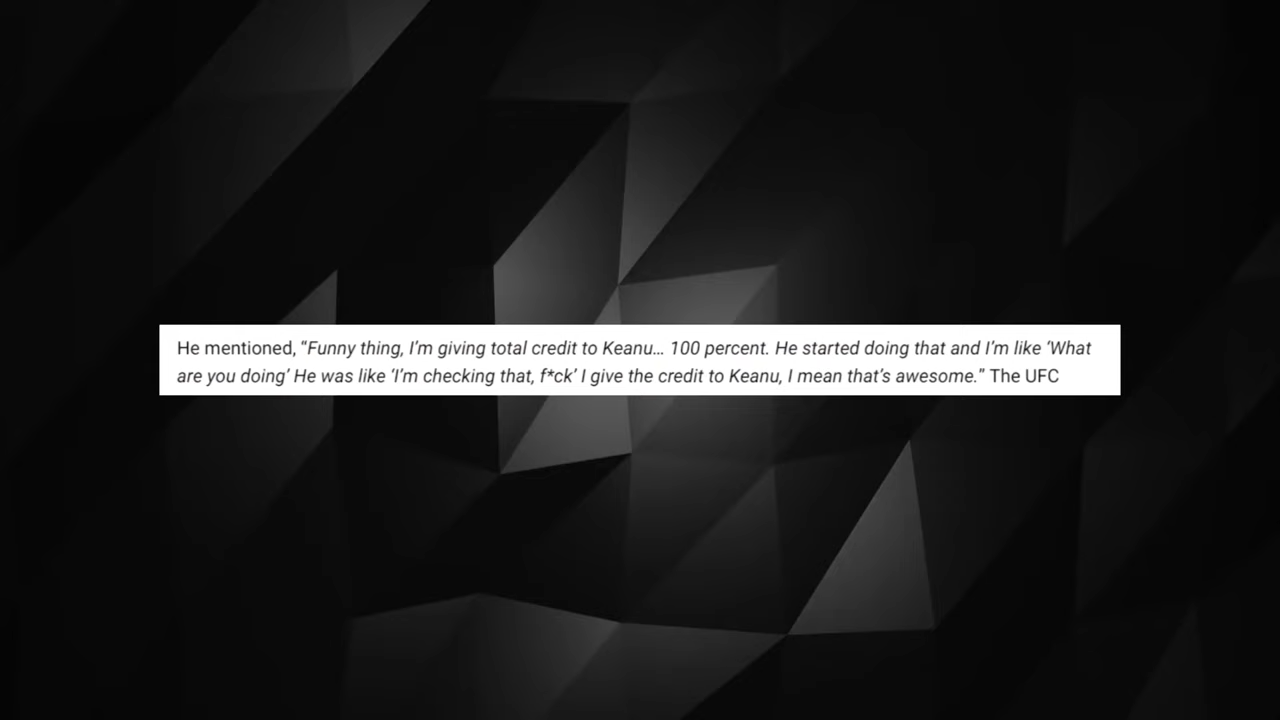 He mentioned, “Funny thing, I’m giving total credit to Keanu… 100 percent. He started doing that and I’m like ‘What
are you doing’ He was like ‘I’m checking that, f*ck’ I give the credit to Keanu, I mean that’s awesome.” The UFC